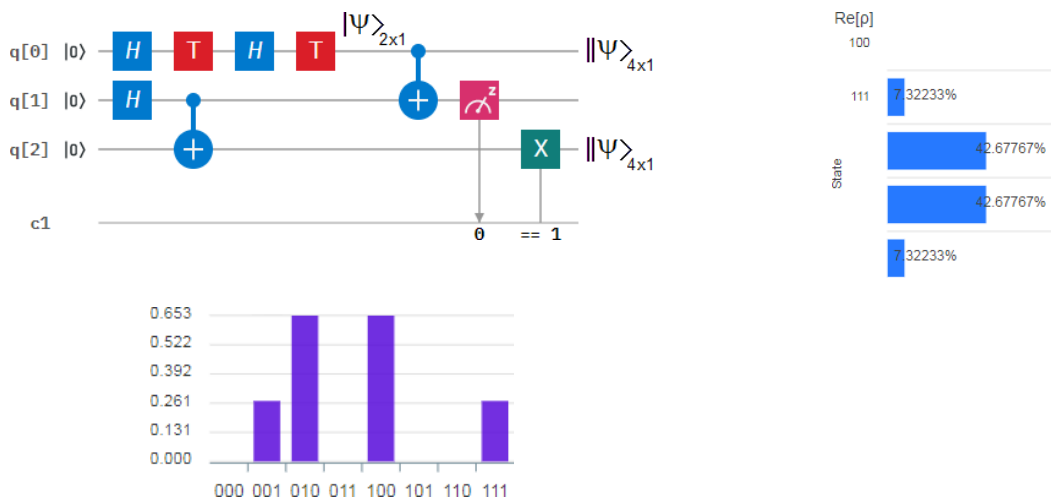 |Ψ⟩2x1
Re[ρ]
q[0] |0⟩ H T H T ‖Ψ⟩4x1
100
q[1] |0⟩ H z
111 7.32233%
q[2] |0⟩ X ‖Ψ⟩4x1
42.67767%
State
42.67767%
c1
0 == 1
7.32233%
0.653
0.522
0.392
0.261
0.131
0.000
000 001 010 011 100 101 110 111